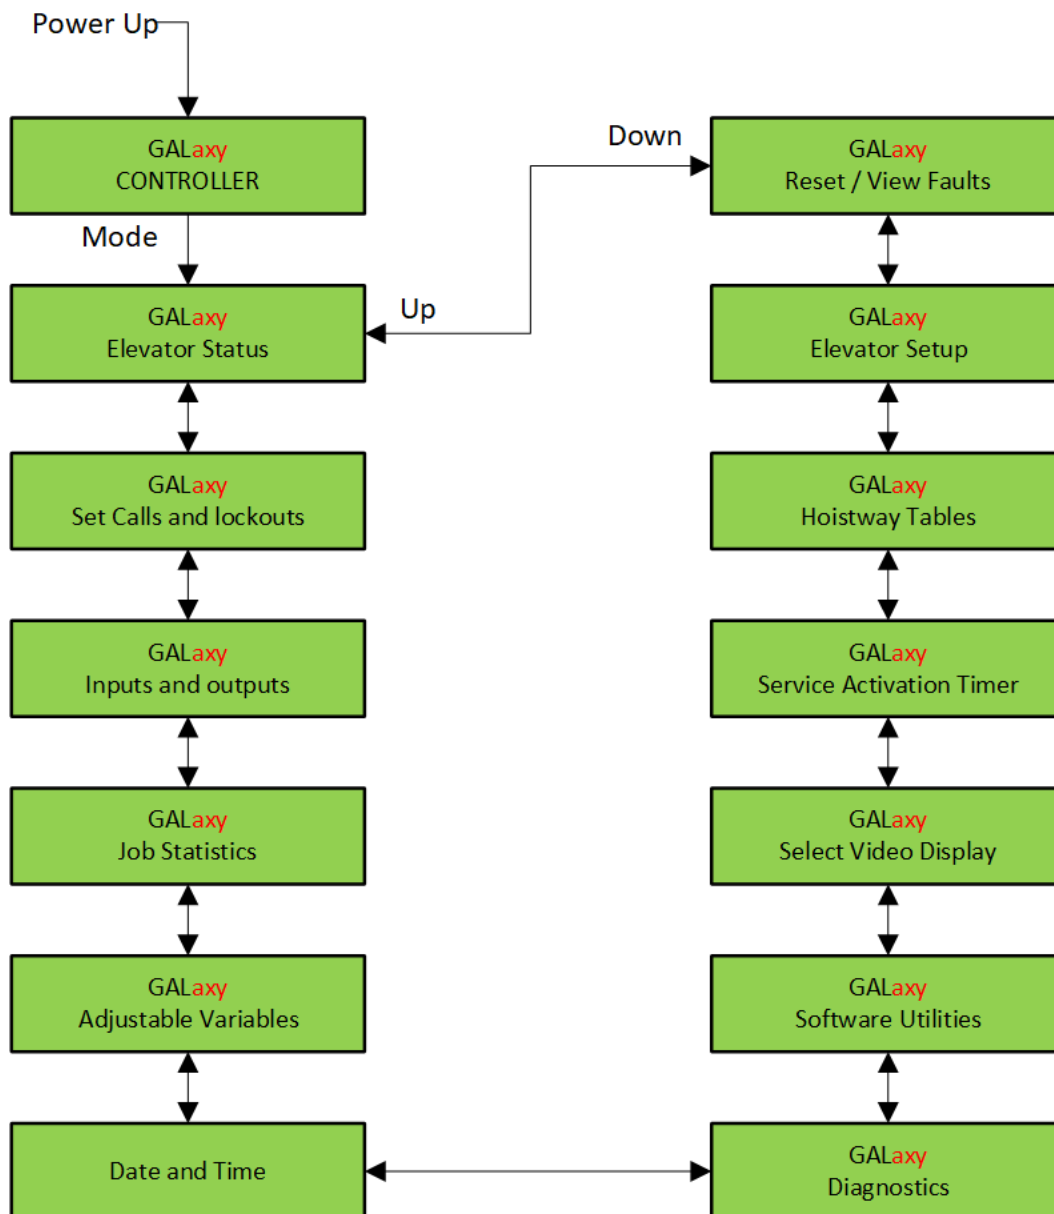 Power Up
GALaxy
CONTROLLER
Mode
GALaxy
Elevator Status
GALaxy
Set Calls and lockouts
GALaxy
Inputs and outputs
GALaxy
Job Statistics
GALaxy
Adjustable Variables
Date and Time
Up
Down
GALaxy
Reset / View Faults
GALaxy
Elevator Setup
GALaxy
Hoistway Tables
GALaxy
Service Activation Timer
GALaxy
Select Video Display
GALaxy
Software Utilities
GALaxy
Diagnostics